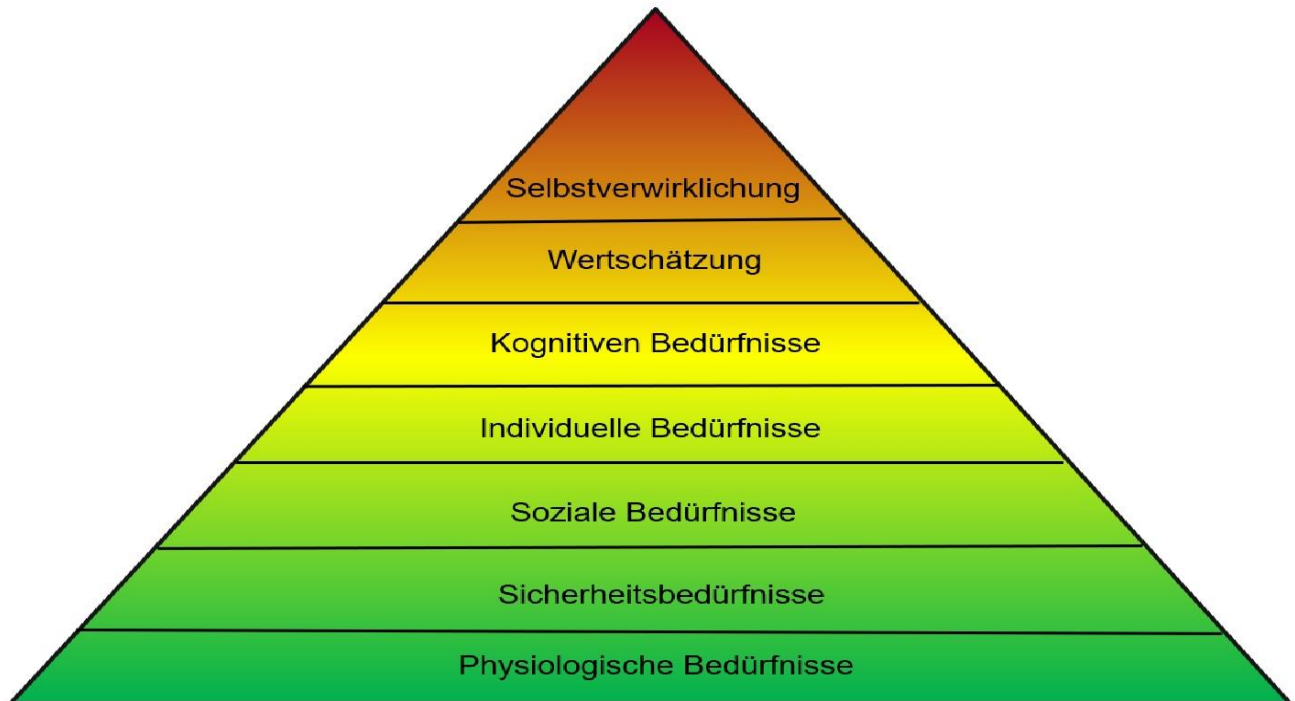 Selbstverwirklichung
Wertschätzung
Kognitiven Bedürfnisse
Individuelle Bedürfnisse
Soziale Bedürfnisse
Sicherheitsbedürfnisse
Physiologische Bedürfnisse